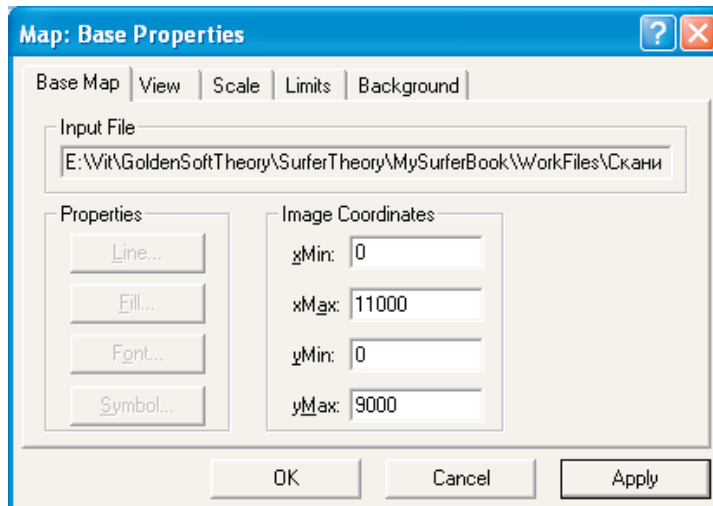 Map: Base Properties
Base Map View Scale Limits Background
Input File
E:\Vit\GoldenSoftTheory\SurferTheory\MySurferBook\WorkFiles\Скани
Properties
Line...
Fill...
Font...
Symbol...
Image Coordinates
xMin: 0
xMax: 11000
yMin: 0
yMax: 9000
OK Cancel Apply